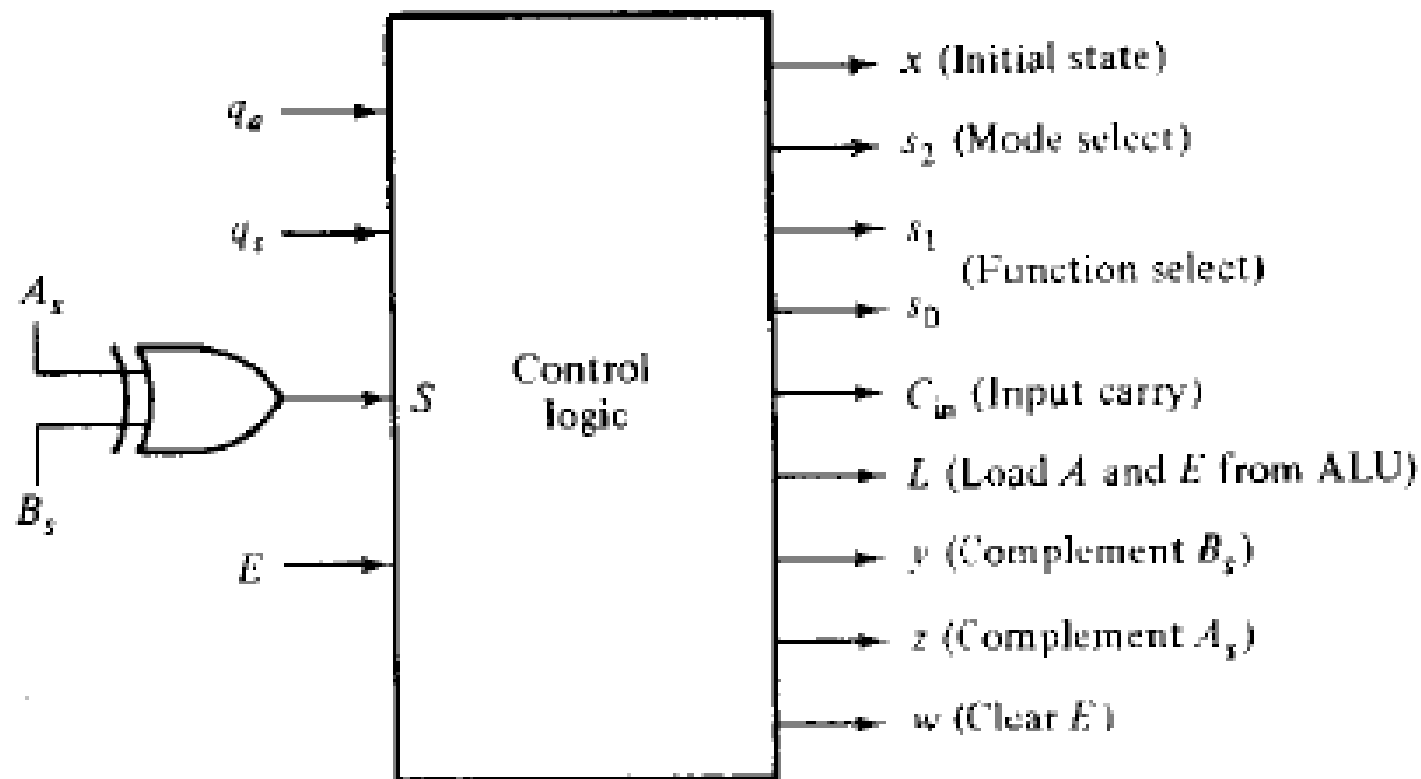 x (Initial state)
q_a
s_2 (Mode select)
q_s
s_1
(Function select)
s_0
A_s
Control
logic
S
C_in (Input carry)
L (Load A and E from ALU)
B_s
E
y (Complement B_s)
z (Complement A_s)
w (Clear E)